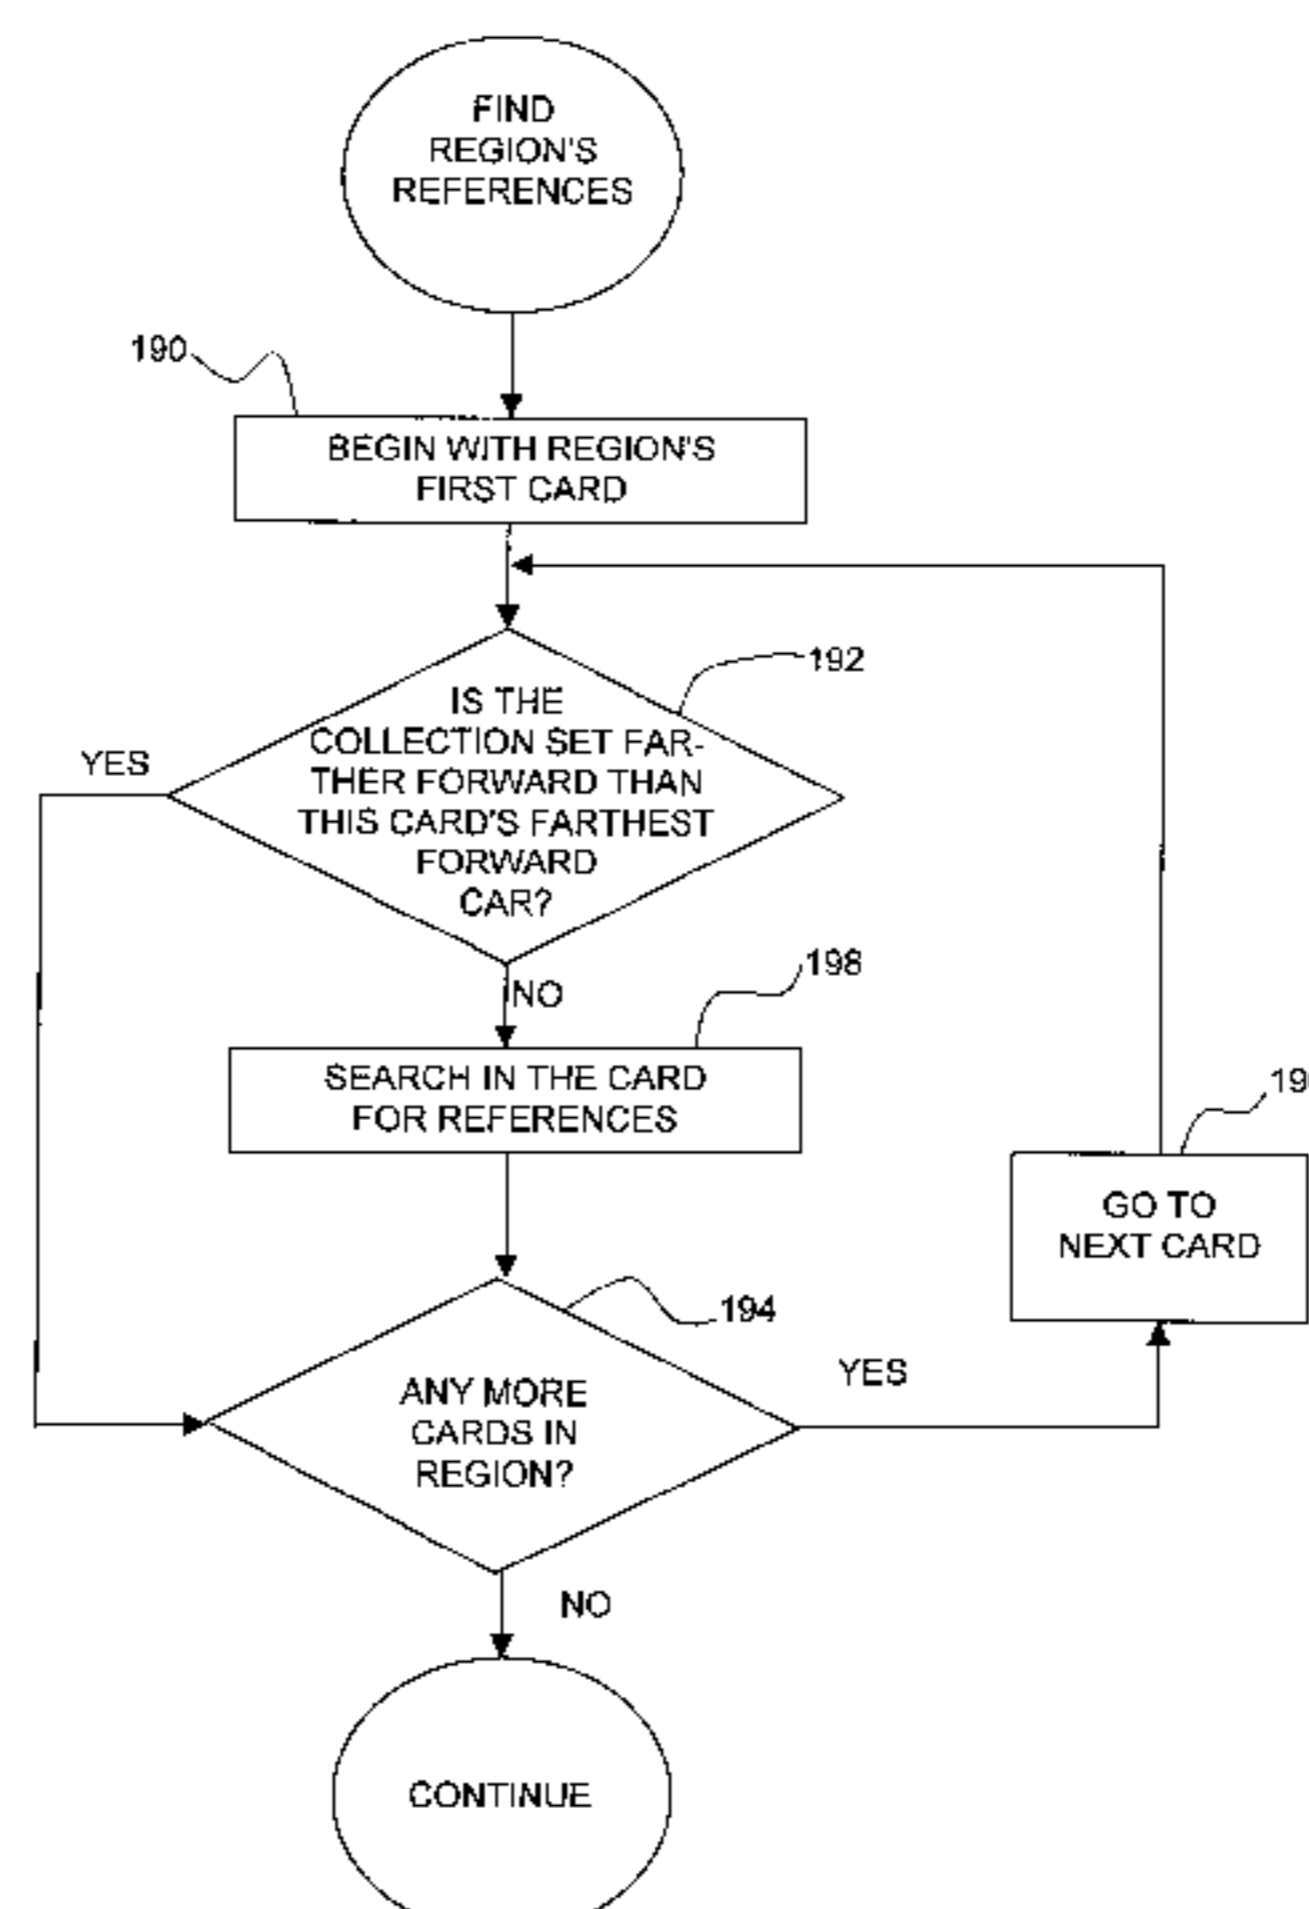 FIND
REGION'S
REFERENCES
190
BEGIN WITH REGION'S
FIRST CARD
192
IS THE
COLLECTION SET FAR-
THER FORWARD THAN
THIS CARD'S FARTHEST
FORWARD
CAR?
YES
NO
198
SEARCH IN THE CARD
FOR REFERENCES
19
GO TO
NEXT CARD
194
ANY MORE
CARDS IN
REGION?
YES
NO
CONTINUE